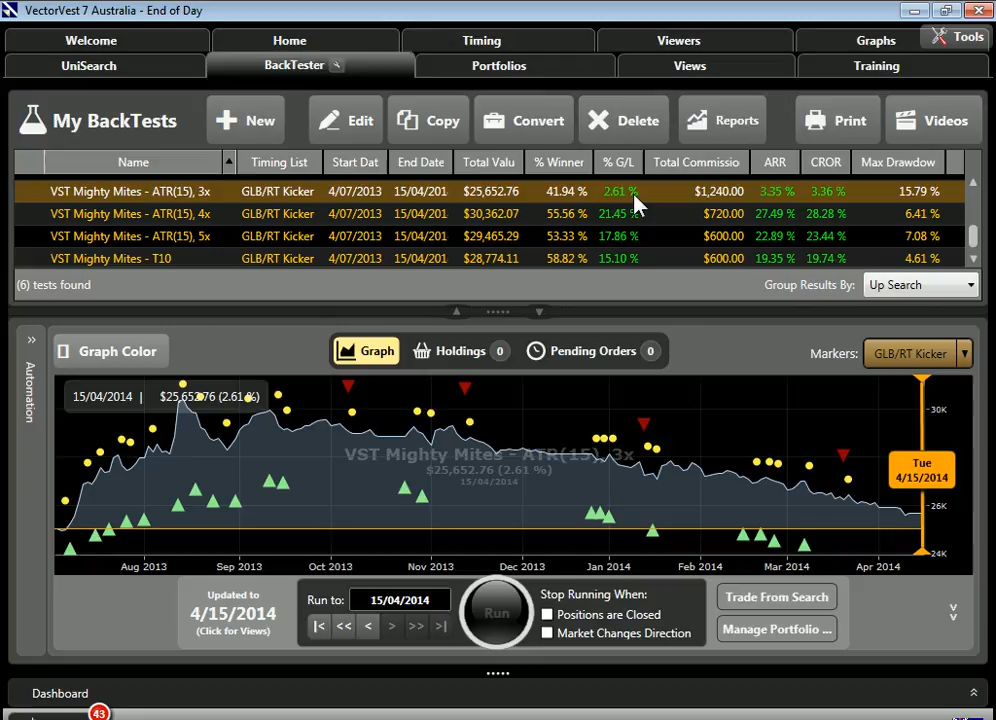 VectorVest 7 Australia - End of Day
Welcome Home Timing Viewers Graphs Tools
UniSearch BackTester Portfolios Views Training
My BackTests New Edit Copy Convert Delete Reports Print Videos
Name Timing List Start Dat End Date Total Valu % Winner % G/L Total Commissio ARR CROR Max Drawdow
VST Mighty Mites - ATR(15), 3x GLB/RT Kicker 4/07/2013 15/04/201 $25,652.76 41.94 % 2.61 % $1,240.00 3.35 % 3.36 % 15.79 %
VST Mighty Mites - ATR(15), 4x GLB/RT Kicker 4/07/2013 15/04/201 $30,362.07 55.56 % 21.45 % $720.00 27.49 % 28.28 % 6.41 %
VST Mighty Mites - ATR(15), 5x GLB/RT Kicker 4/07/2013 15/04/201 $29,465.29 53.33 % 17.86 % $600.00 22.89 % 23.44 % 7.08 %
VST Mighty Mites - T10 GLB/RT Kicker 4/07/2013 15/04/201 $28,774.11 58.82 % 15.10 % $600.00 19.35 % 19.74 % 4.61 %
(6) tests found Group Results By: Up Search
Automation
Graph Color Graph Holdings 0 Pending Orders 0 Markers: GLB/RT Kicker
15/04/2014 | $25,652.76 (2.61 %)
30K
VST Mighty Mites - ATR(15), 3x
$25,652.76 (2.61 %)
15/04/2014
Tue
4/15/2014
26K
24K
Aug 2013 Sep 2013 Oct 2013 Nov 2013 Dec 2013 Jan 2014 Feb 2014 Mar 2014 Apr 2014
Updated to
4/15/2014
(Click for Views)
Run to: 15/04/2014
|< << < > >> >|
Run
Stop Running When:
Positions are Closed
Market Changes Direction
Trade From Search
Manage Portfolio ...
Dashboard
43